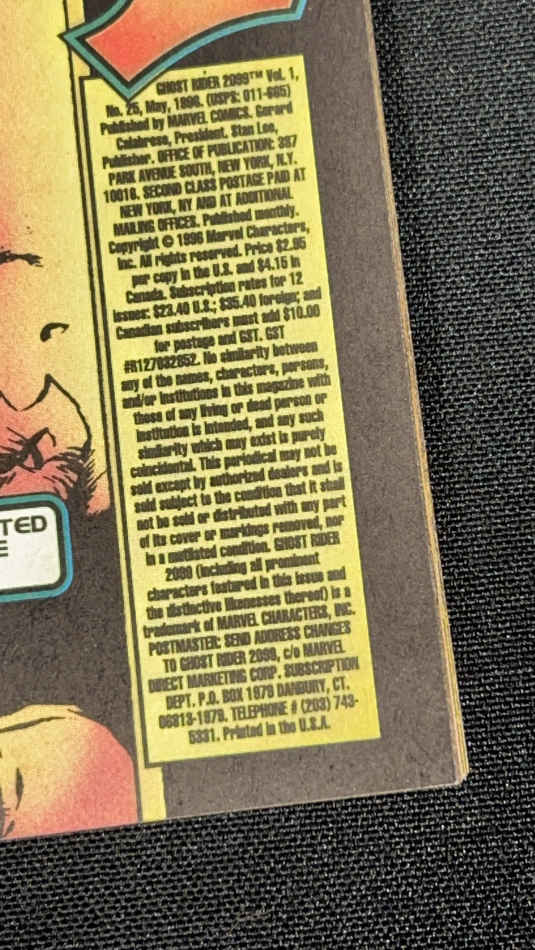 GHOST RIDER 2099™ Vol. 1,
No. 25, May, 1996. (USPS: 011-685)
Published by MARVEL COMICS. Gerard
Calabrese, President. Stan Lee,
Publisher. OFFICE OF PUBLICATION: 387
PARK AVENUE SOUTH, NEW YORK, N.Y.
10016. SECOND CLASS POSTAGE PAID AT
NEW YORK, NY AND AT ADDITIONAL
MAILING OFFICES. Published monthly.
Copyright © 1996 Marvel Characters,
Inc. All rights reserved. Price $2.95
per copy in the U.S. and $4.15 in
Canada. Subscription rates for 12
issues: $23.40 U.S.; $35.40 foreign; and
Canadian subscribers must add $10.00
for postage and GST. GST
#R127032852. No similarity between
any of the names, characters, persons,
and/or institutions in this magazine with
those of any living or dead person or
institution is intended, and any such
similarity which may exist is purely
coincidental. This periodical may not be
sold except by authorized dealers and is
sold subject to the condition that it shall
not be sold or distributed with any part
of its cover or markings removed, nor
in a mutilated condition. GHOST RIDER
2099 (including all prominent
characters featured in this issue and
the distinctive likenesses thereof) is a
trademark of MARVEL CHARACTERS, INC.
POSTMASTER: SEND ADDRESS CHANGES
TO GHOST RIDER 2099, c/o MARVEL
DIRECT MARKETING CORP. SUBSCRIPTION
DEPT. P.O. BOX 1979 DANBURY, CT.
06813-1979. TELEPHONE # (203) 743-
5331. Printed in the U.S.A.
TED
E